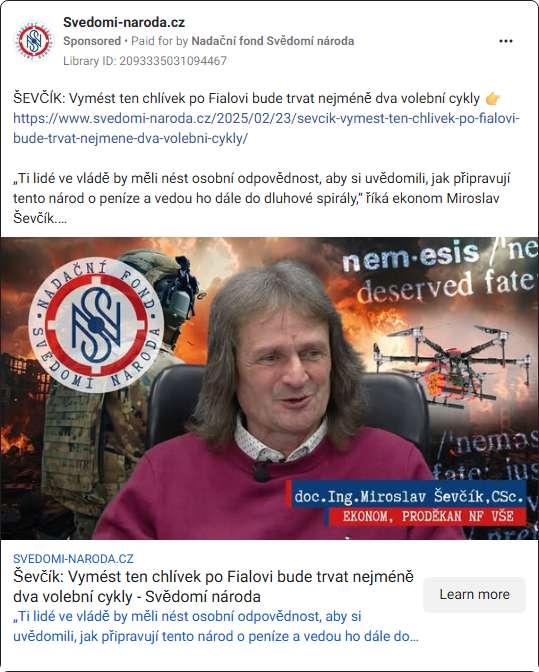 Svedomi-naroda.cz
Sponsored • Paid for by Nadační fond Svědomí národa
Library ID: 2093335031094467
ŠEVČÍK: Vymést ten chlívek po Fialovi bude trvat nejméně dva volební cykly 👉
https://www.svedomi-naroda.cz/2025/02/23/sevcik-vymest-ten-chlivek-po-fialovi-
bude-trvat-nejmene-dva-volebni-cykly/
„Ti lidé ve vládě by měli nést osobní odpovědnost, aby si uvědomili, jak připravují
tento národ o peníze a vedou ho dále do dluhové spirály,“ říká ekonom Miroslav
Ševčík....
NADAČNÍ FOND
SVĚDOMÍ NARODA
NS
nem·esis /'ne
deserved fate
/'nemas
fate: jus
doc.Ing.Miroslav Ševčík,CSc.
EKONOM, PRODĚKAN NF VŠE
SVEDOMI-NARODA.CZ
Ševčík: Vymést ten chlívek po Fialovi bude trvat nejméně
dva volební cykly - Svědomí národa
Learn more
„Ti lidé ve vládě by měli nést osobní odpovědnost, aby si
uvědomili, jak připravují tento národ o peníze a vedou ho dále do...